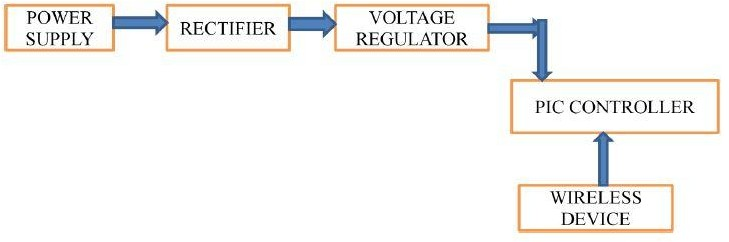 POWER
SUPPLY
RECTIFIER
VOLTAGE
REGULATOR
PIC CONTROLLER
WIRELESS
DEVICE